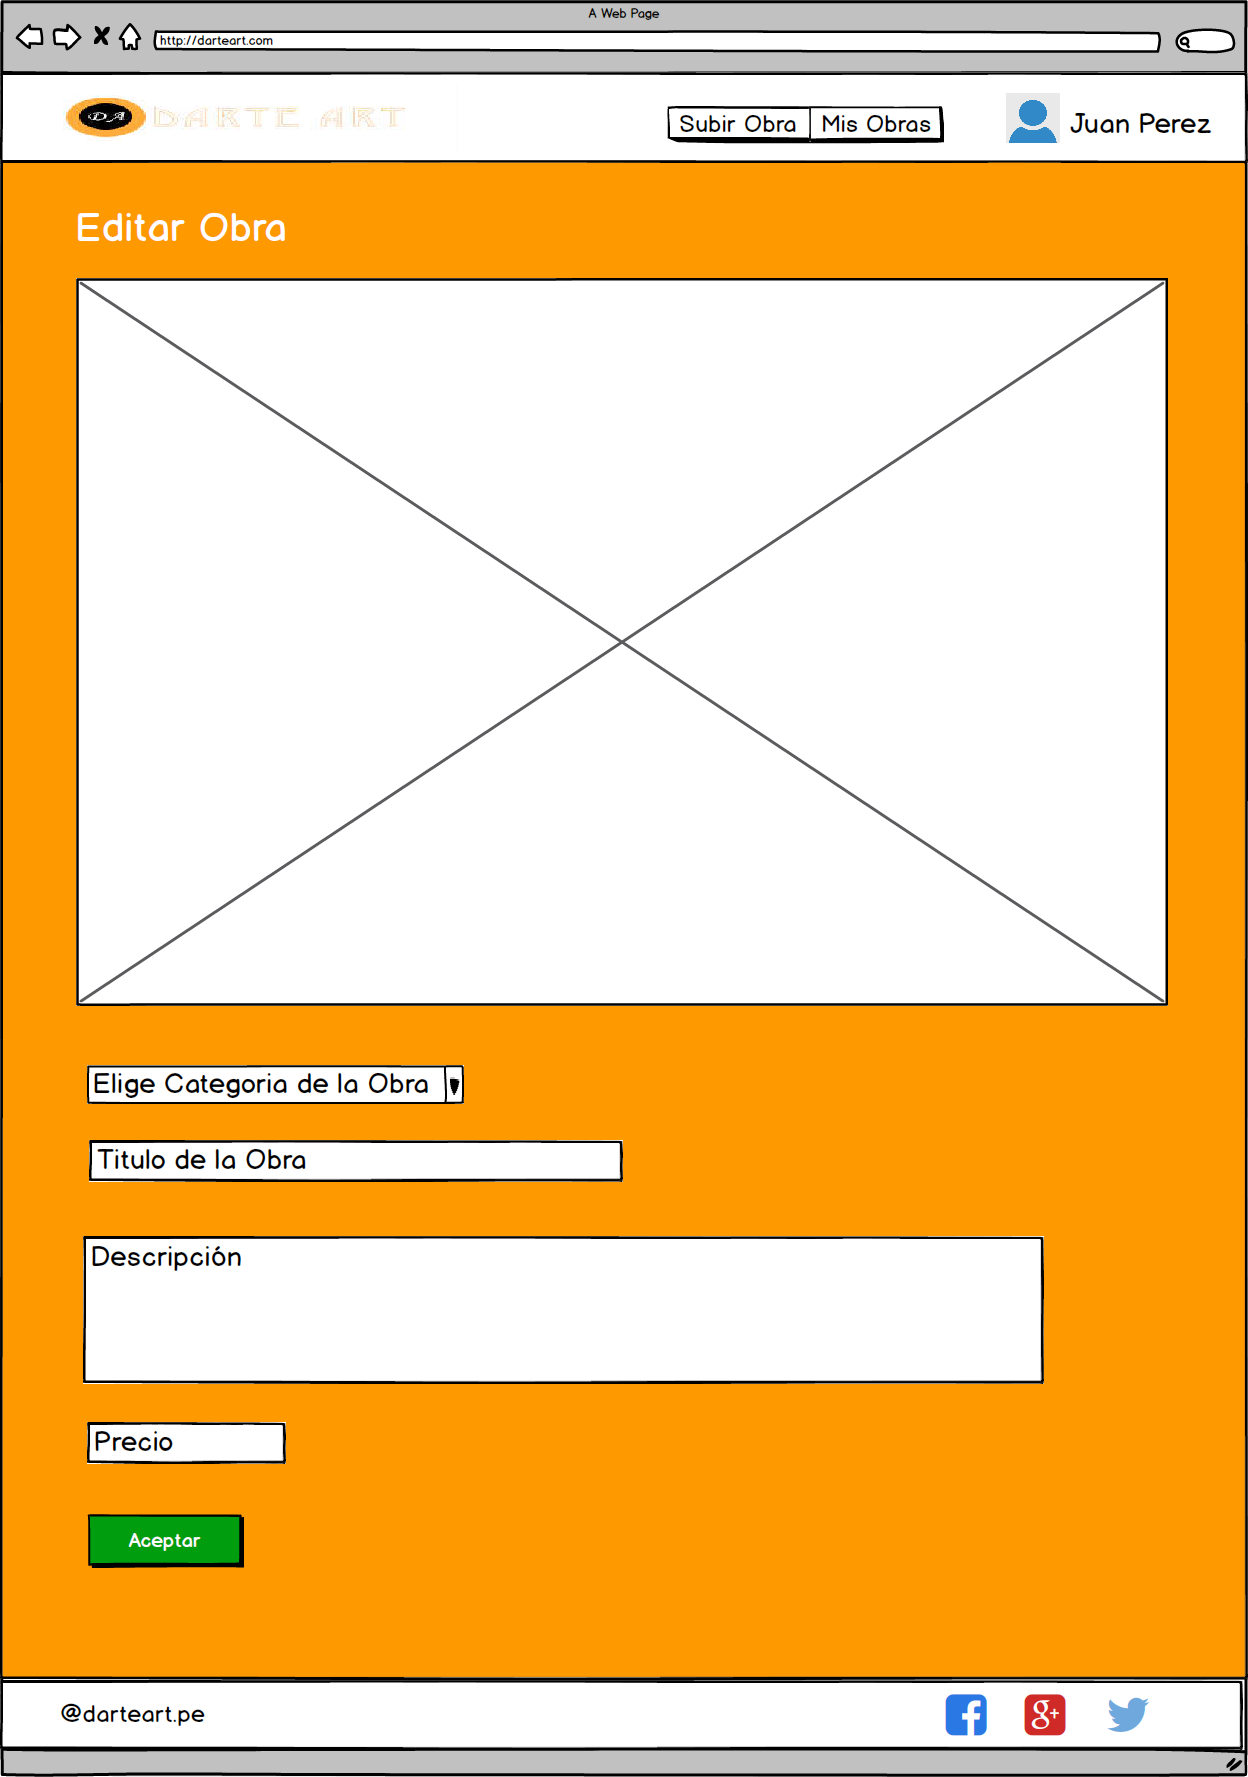 A Web Page
http://darteart.com
DA DARTE ART
Subir Obra Mis Obras
Juan Perez
Editar Obra
Elige Categoria de la Obra
Titulo de la Obra
Descripción
Precio
Aceptar
@darteart.pe
f g+